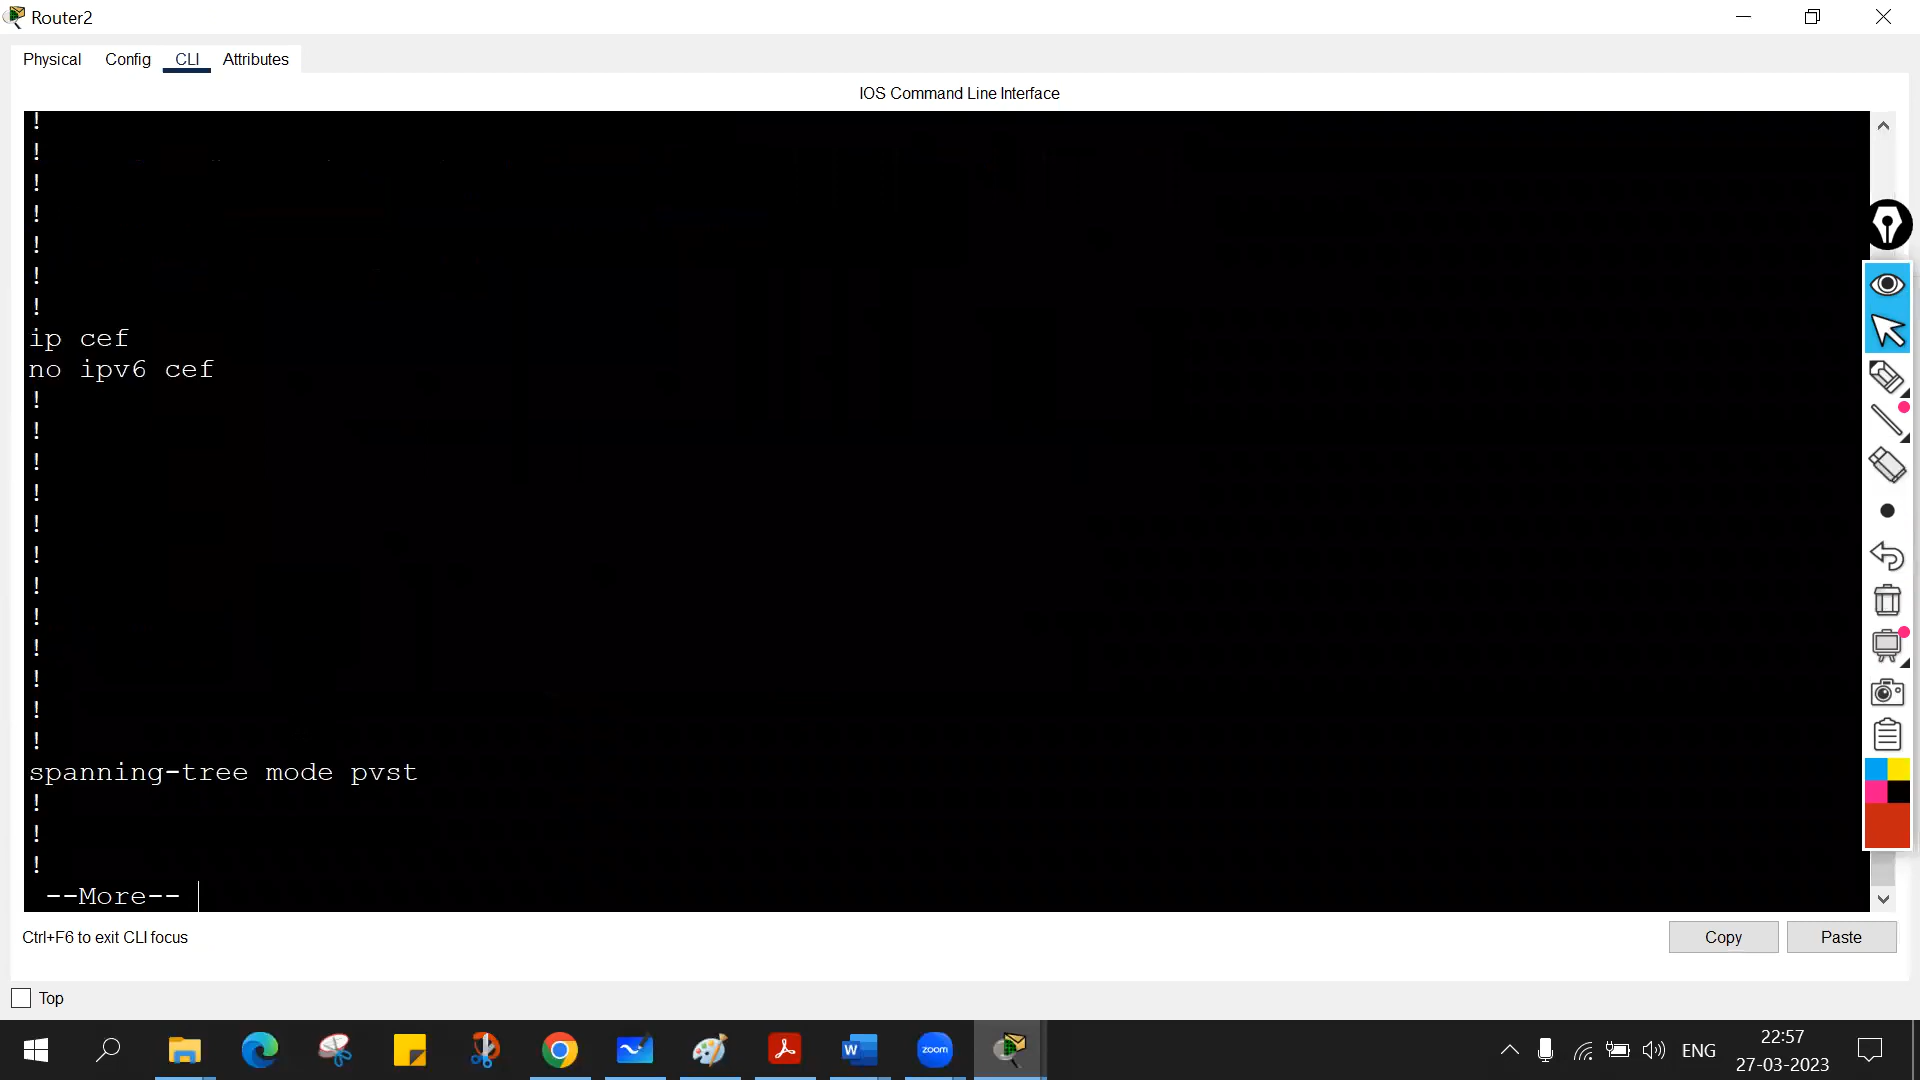 Router2
Physical Config CLI Attributes
IOS Command Line Interface
!
!
!
!
!
!
!
ip cef
no ipv6 cef
!
!
!
!
!
!
!
!
!
!
!
!
spanning-tree mode pvst
!
!
!
--More--
Ctrl+F6 to exit CLI focus
Copy Paste
Top
W zoom ENG
22:57
27-03-2023